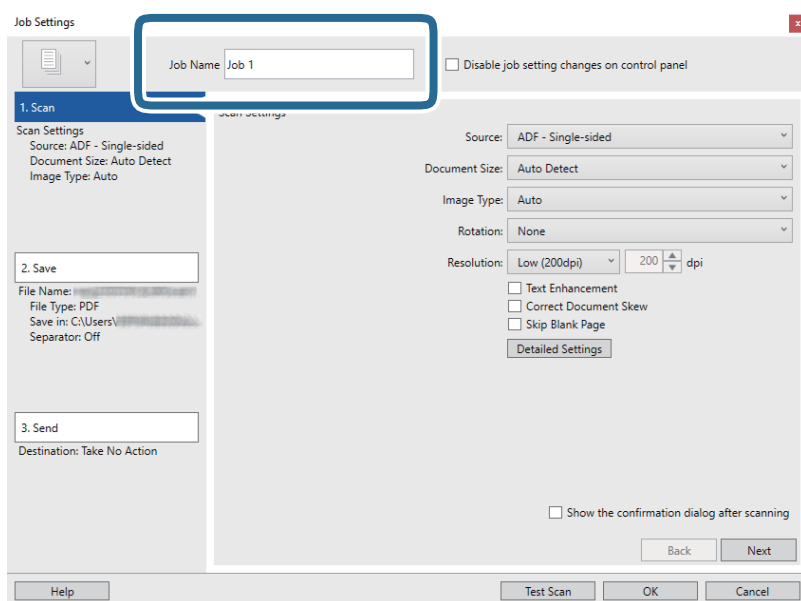 Job Settings
x
Job Name Job 1
Disable job setting changes on control panel
1. Scan
Scan Settings
Source: ADF - Single-sided
Document Size: Auto Detect
Image Type: Auto
2. Save
File Name:
File Type: PDF
Save in: C:\Users\
Separator: Off
3. Send
Destination: Take No Action
Scan Settings
Source: ADF - Single-sided
Document Size: Auto Detect
Image Type: Auto
Rotation: None
Resolution: Low (200dpi) 200 dpi
Text Enhancement
Correct Document Skew
Skip Blank Page
Detailed Settings
Show the confirmation dialog after scanning
Back Next
Help Test Scan OK Cancel